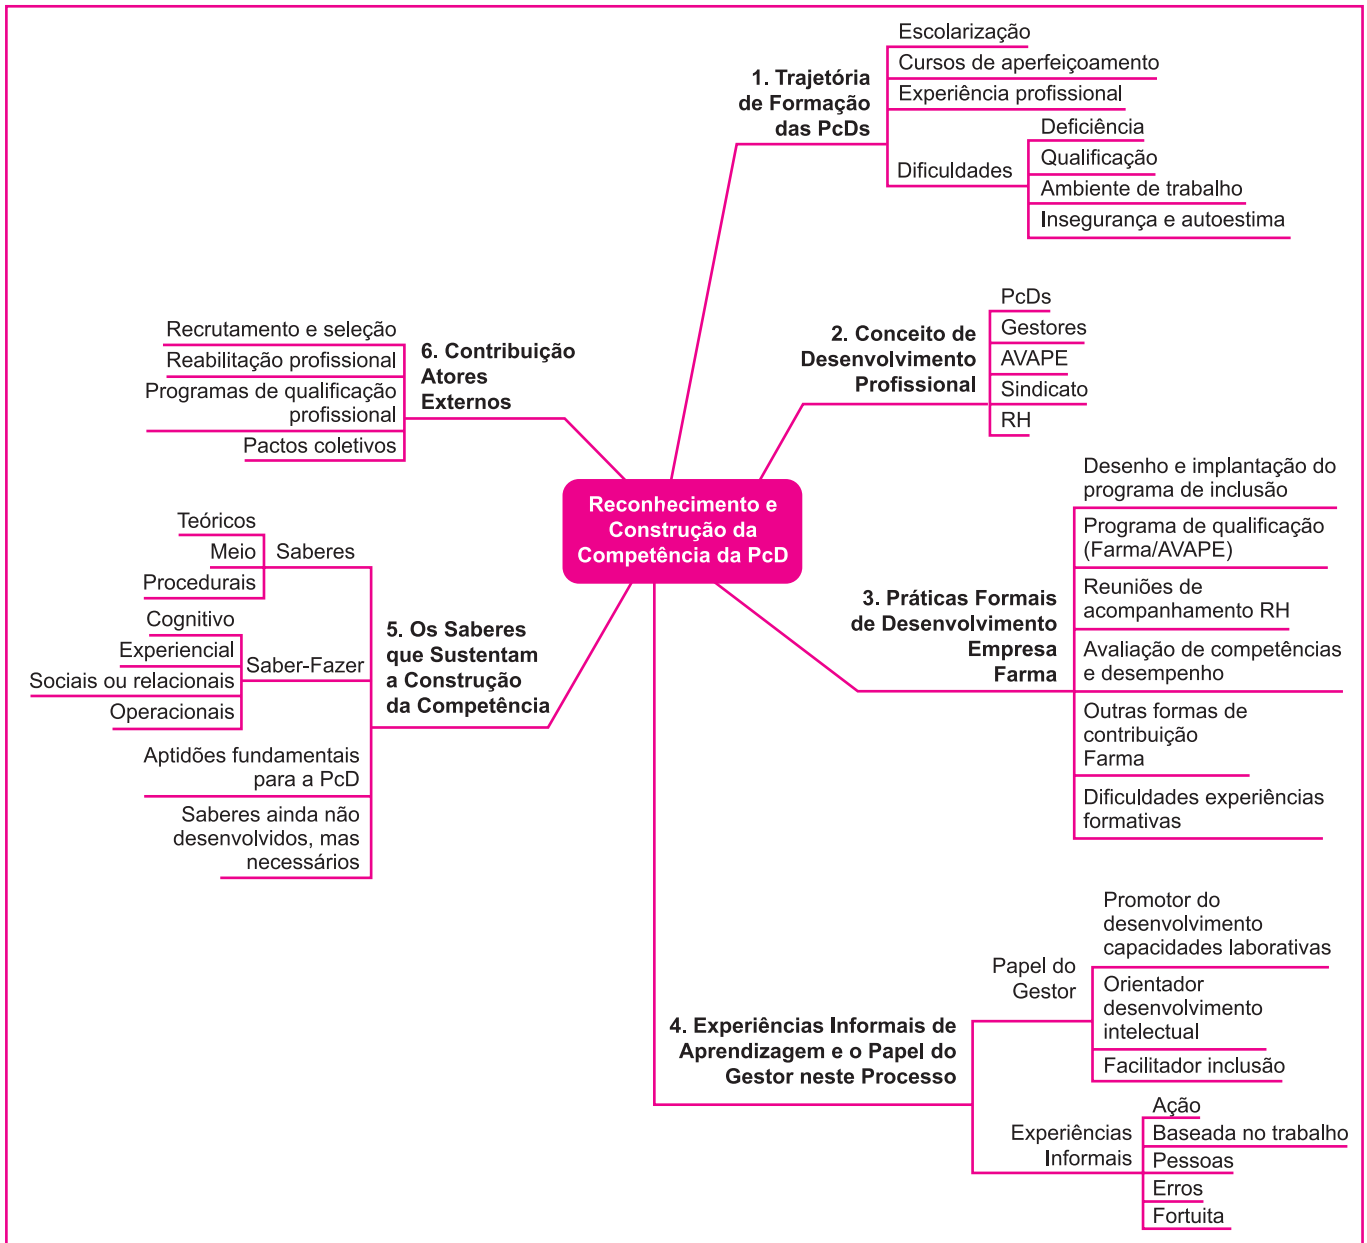 1. Trajetória
de Formação
das PcDs
Escolarização
Cursos de aperfeiçoamento
Experiência profissional
Dificuldades
Deficiência
Qualificação
Ambiente de trabalho
Insegurança e autoestima
2. Conceito de
Desenvolvimento
Profissional
PcDs
Gestores
AVAPE
Sindicato
RH
Reconhecimento e
Construção da
Competência da PcD
3. Práticas Formais
de Desenvolvimento
Empresa
Farma
Desenho e implantação do
programa de inclusão
Programa de qualificação
(Farma/AVAPE)
Reuniões de
acompanhamento RH
Avaliação de competências
e desempenho
Outras formas de
contribuição
Farma
Dificuldades experiências
formativas
4. Experiências Informais de
Aprendizagem e o Papel do
Gestor neste Processo
Papel do
Gestor
Promotor do
desenvolvimento
capacidades laborativas
Orientador
desenvolvimento
intelectual
Facilitador inclusão
Experiências
Informais
Ação
Baseada no trabalho
Pessoas
Erros
Fortuita
5. Os Saberes
que Sustentam
a Construção
da Competência
Saberes
Teóricos
Meio
Procedurais
Saber-Fazer
Cognitivo
Experiencial
Sociais ou relacionais
Operacionais
Aptidões fundamentais
para a PcD
Saberes ainda não
desenvolvidos, mas
necessários
6. Contribuição
Atores
Externos
Recrutamento e seleção
Reabilitação profissional
Programas de qualificação
profissional
Pactos coletivos